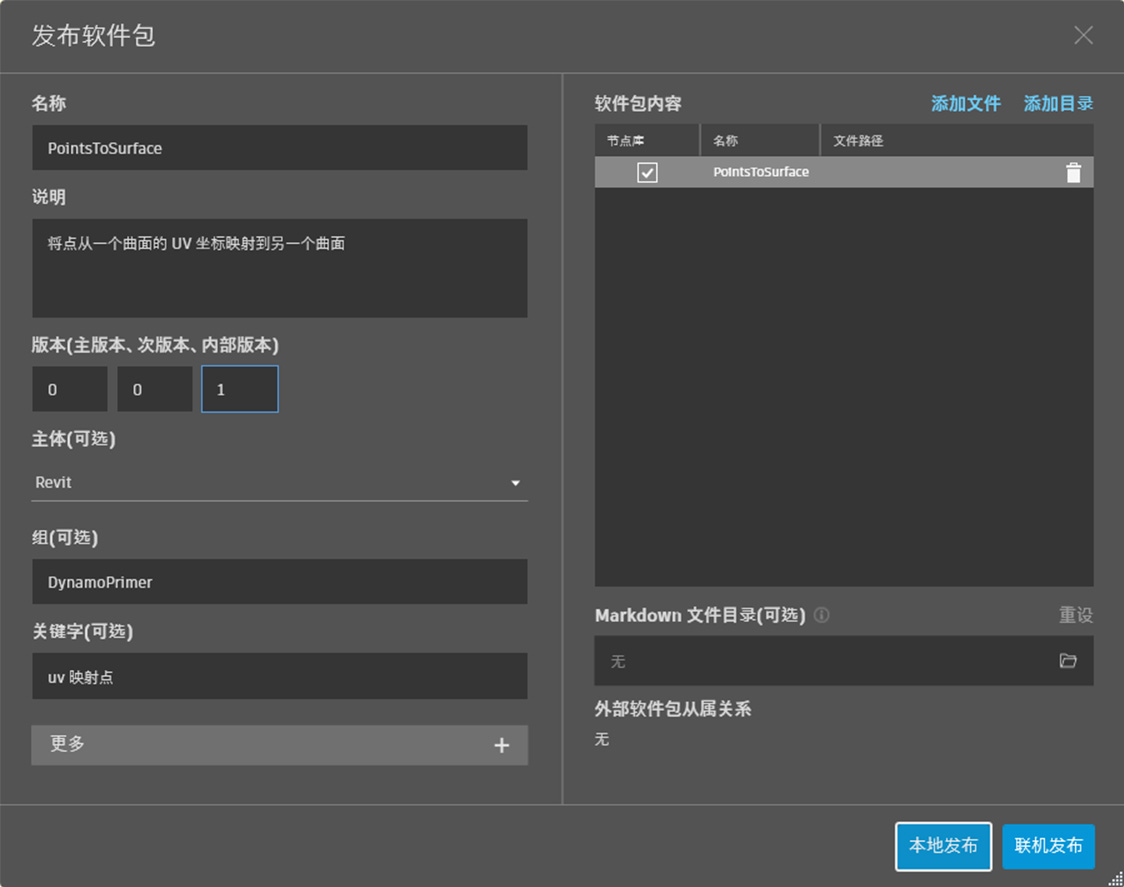 发布软件包
名称
PointsToSurface
说明
将点从一个曲面的 UV 坐标映射到另一个曲面
版本(主版本、次版本、内部版本)
0 0 1
主体(可选)
Revit
组(可选)
DynamoPrimer
关键字(可选)
uv 映射点
更多
软件包内容 添加文件 添加目录
节点库 名称 文件路径
PointsToSurface
Markdown 文件目录(可选) 重设
无
外部软件包从属关系
无
本地发布 联机发布